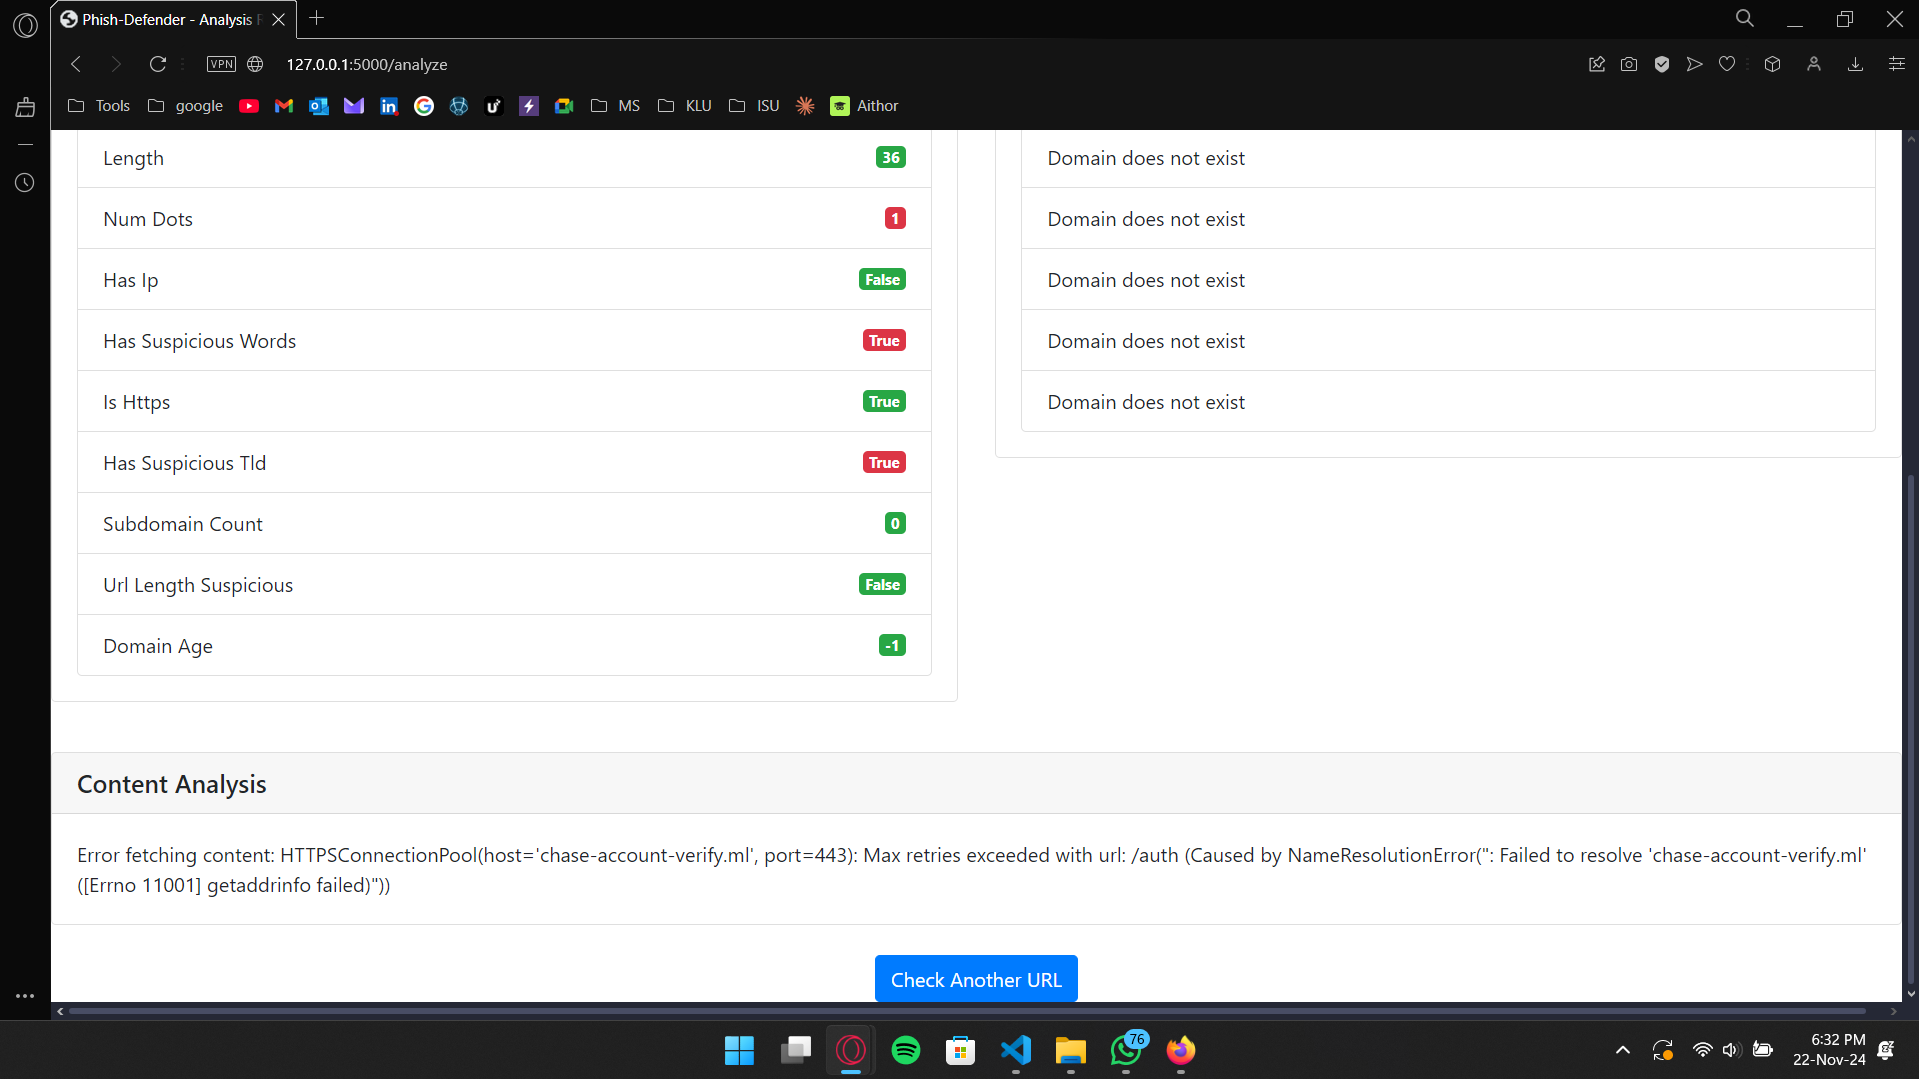 Phish-Defender - Analysis R
VPN
127.0.0.1:5000/analyze
Tools
google
MS
KLU
ISU
Aithor
Length 36
Num Dots 1
Has Ip False
Has Suspicious Words True
Is Https True
Has Suspicious Tld True
Subdomain Count 0
Url Length Suspicious False
Domain Age -1
Domain does not exist
Domain does not exist
Domain does not exist
Domain does not exist
Domain does not exist
Content Analysis
Error fetching content: HTTPSConnectionPool(host='chase-account-verify.ml', port=443): Max retries exceeded with url: /auth (Caused by NameResolutionError(": Failed to resolve 'chase-account-verify.ml'
([Errno 11001] getaddrinfo failed)"))
Check Another URL
76
6:32 PM
22-Nov-24